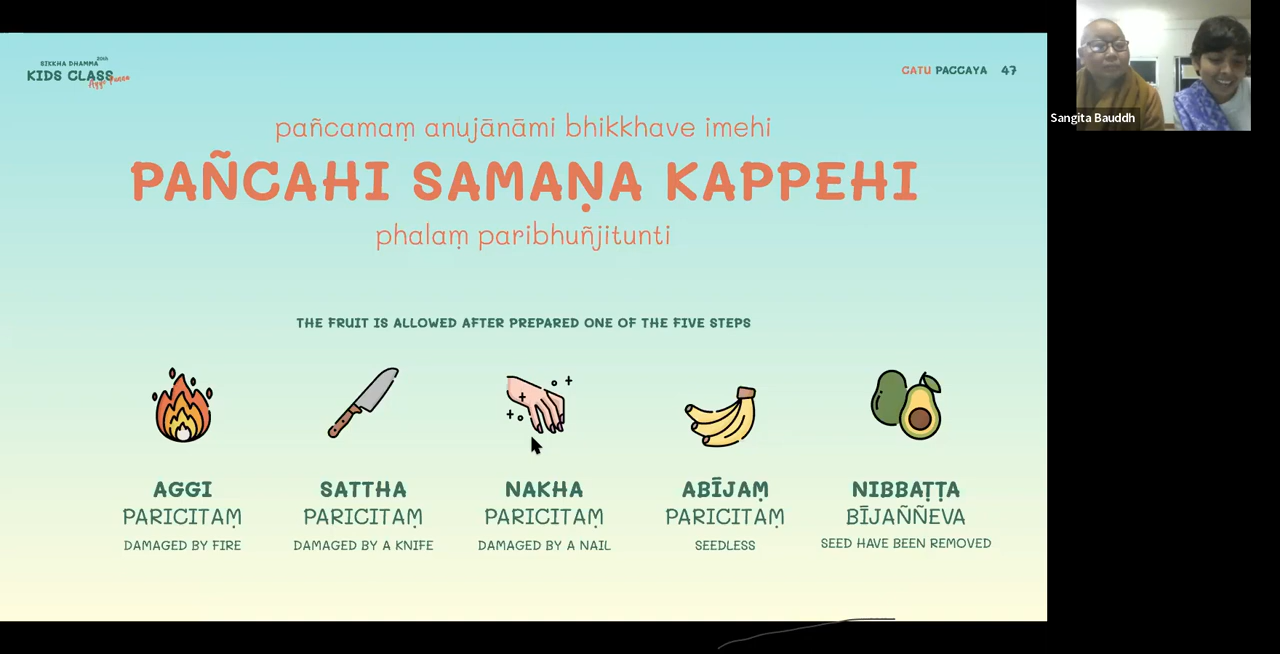 SIKKHA DHAMMA 20th
KIDS CLASS
CATU PACCAYA 47
pañcamaṃ anujānāmi bhikkhave imehi
PAÑCAHI SAMAṆA KAPPEHI
phalaṃ paribhuñjitunti
THE FRUIT IS ALLOWED AFTER PREPARED ONE OF THE FIVE STEPS
AGGI
PARICITAṂ
DAMAGED BY FIRE
SATTHA
PARICITAṂ
DAMAGED BY A KNIFE
NAKHA
PARICITAṂ
DAMAGED BY A NAIL
ABĪJAṂ
PARICITAṂ
SEEDLESS
NIBBAṬṬA
BĪJAÑÑEVA
SEED HAVE BEEN REMOVED
Sangita Bauddh